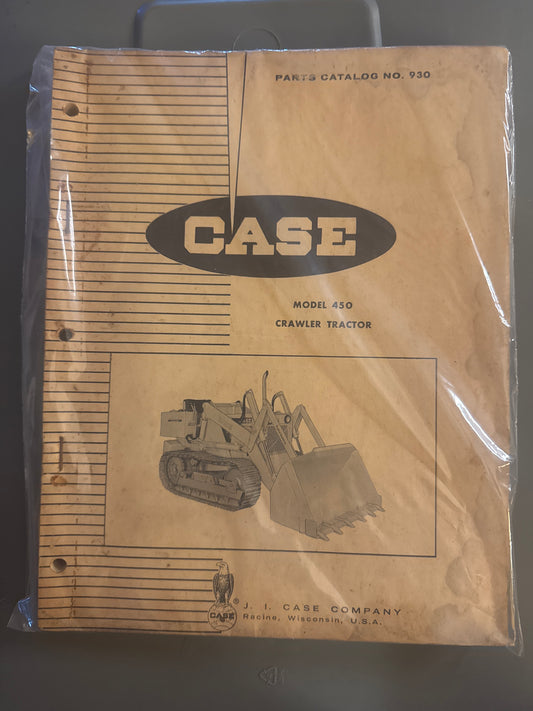 PARTS CATALOG NO. 930
CASE
MODEL 450
CRAWLER TRACTOR
CASE
®
J. I. CASE COMPANY
Racine, Wisconsin, U.S.A.